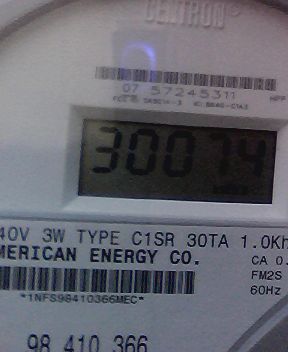 CENTRON®
07 57245311
30074
40V 3W TYPE C1SR 30TA 1.0Kh
MERICAN ENERGY CO.
CA 0.
FM2S
*1NFS98410366MEC*
60Hz
98 410 366